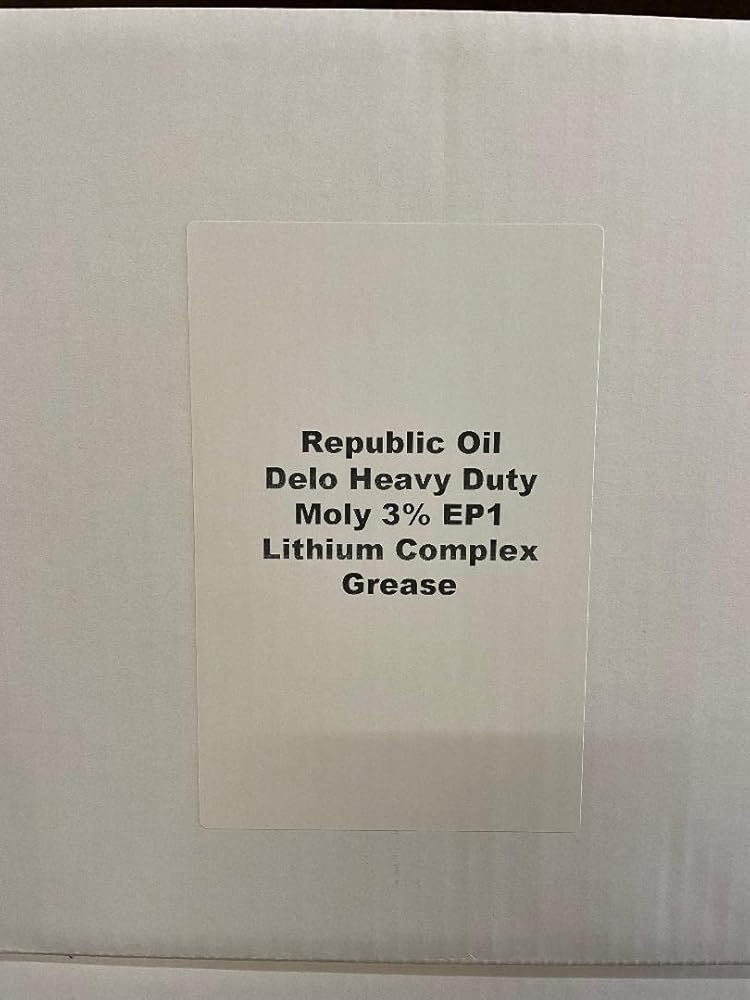 Republic Oil
Delo Heavy Duty
Moly 3% EP1
Lithium Complex
Grease